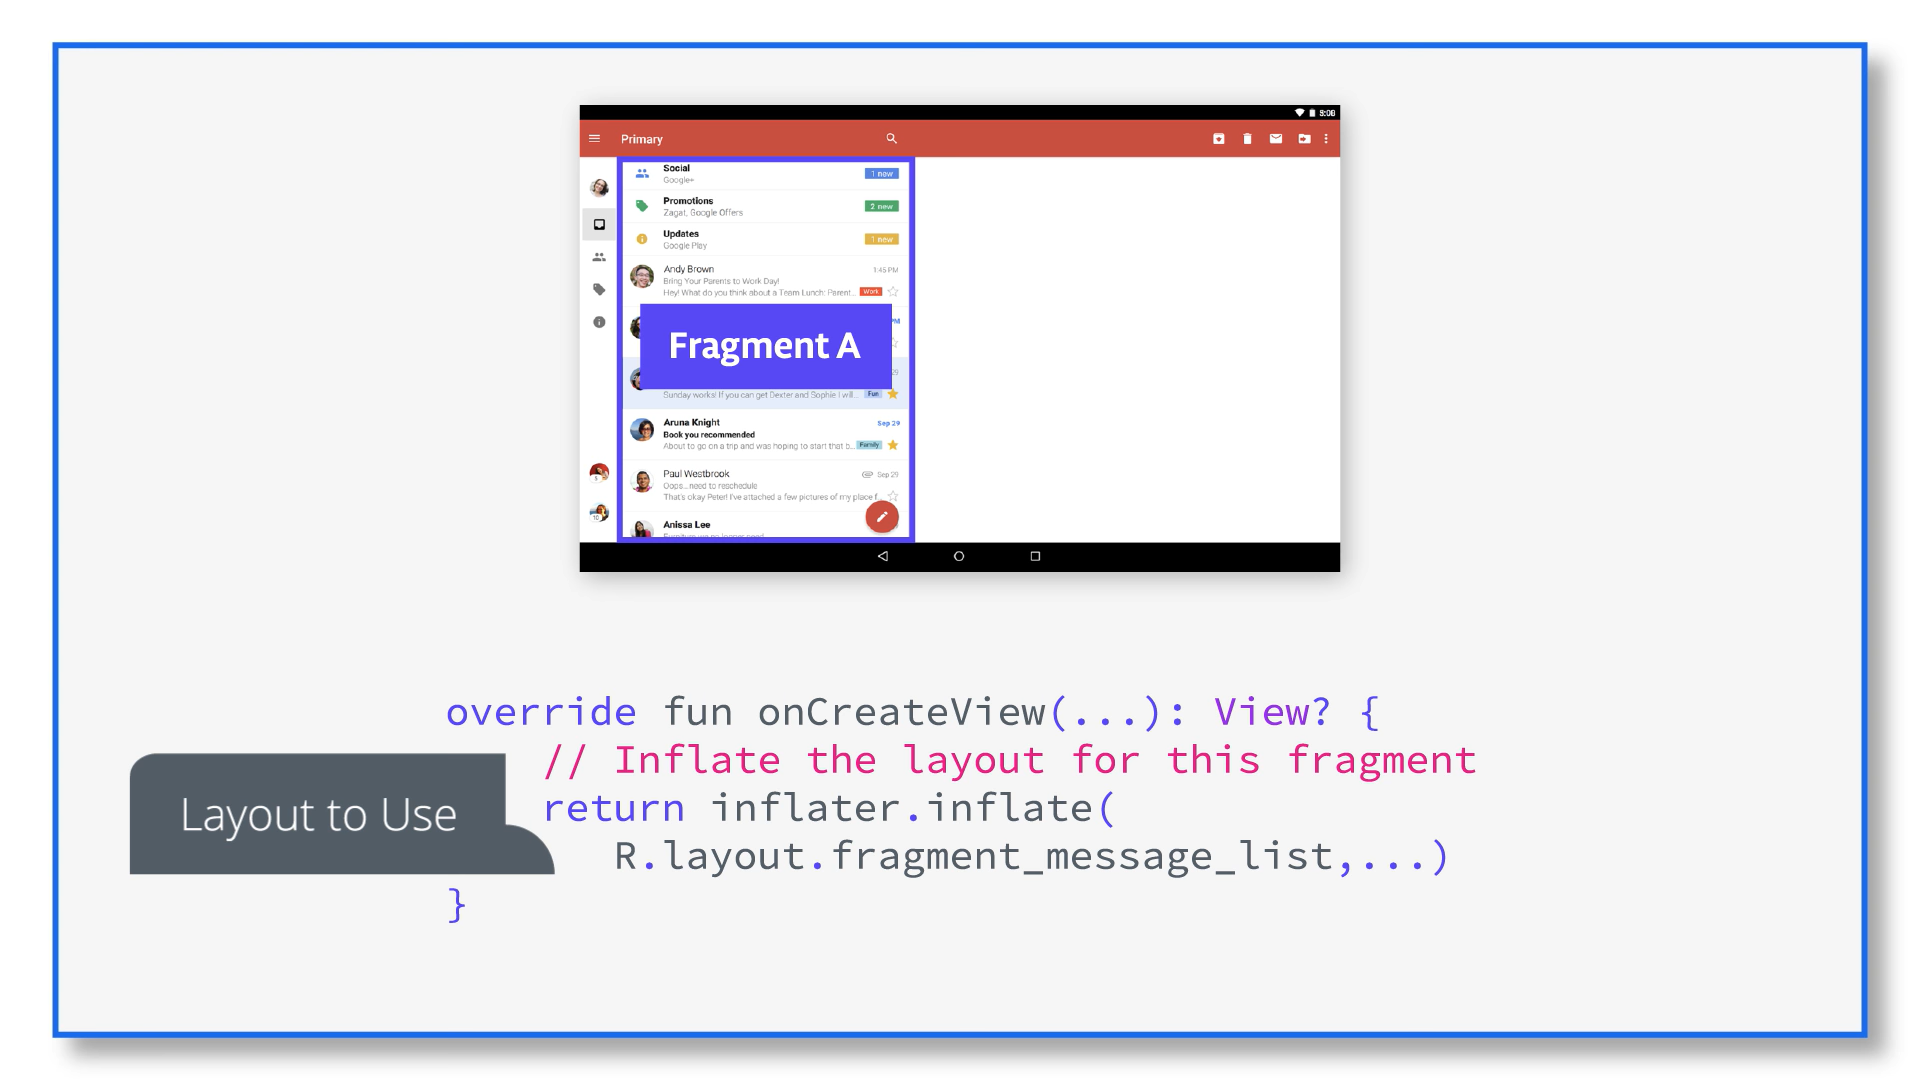 8:00
Primary
Social
1 new
Google+
Promotions
2 new
Zagat, Google Offers
Updates
1 new
Google Play
Andy Brown
1:45 PM
Bring Your Parents to Work Day!
Hey! What do you think about a Team Lunch: Parent... Work
PM
Fragment A
29
Sunday works! If you can get Dexter and Sophie I will... Fun
Aruna Knight
Sep 29
Book you recommended
About to go on a trip and was hoping to start that b... Family
Paul Westbrook
Sep 29
Oops...need to reschedule
That's okay Peter! I've attached a few pictures of my place f...
5
10
Anissa Lee
override fun onCreateView(...): View? {
// Inflate the layout for this fragment
return inflater.inflate(
R.layout.fragment_message_list,...)
}
Layout to Use